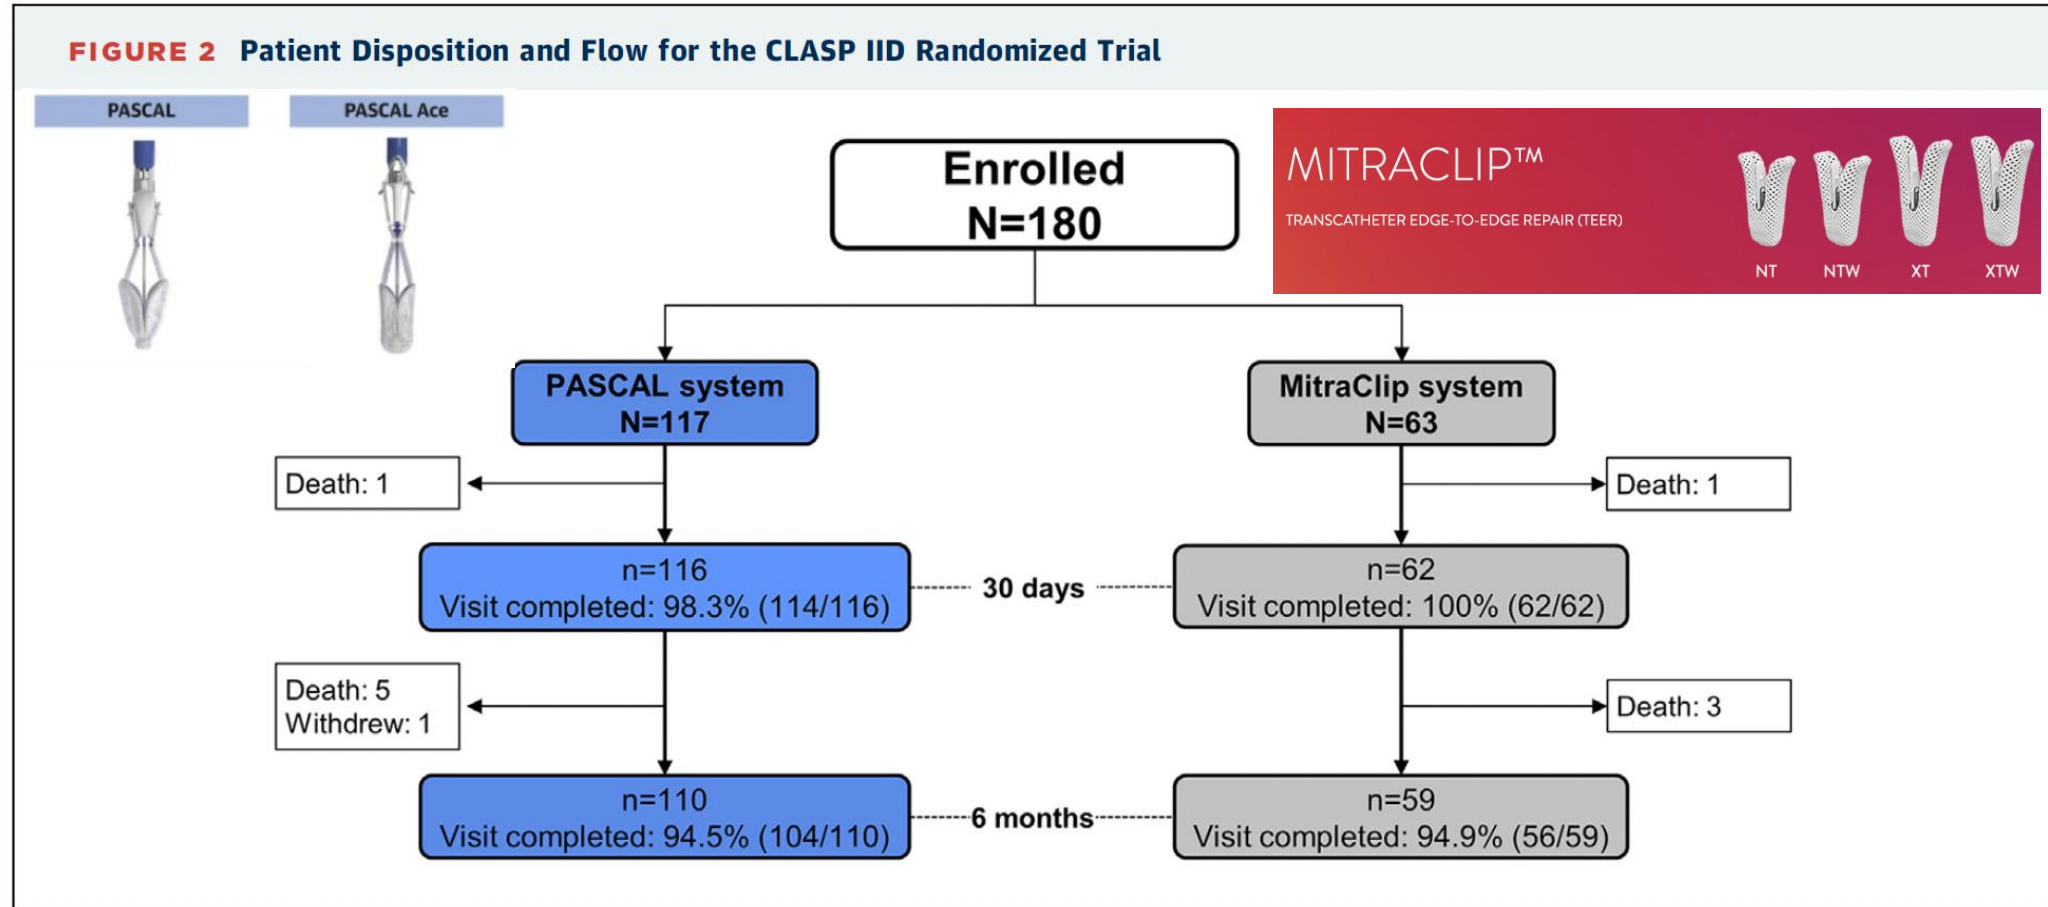 FIGURE 2 Patient Disposition and Flow for the CLASP IID Randomized Trial
PASCAL
PASCAL Ace
MITRACLIP™
TRANSCATHETER EDGE-TO-EDGE REPAIR (TEER)
NT
NTW
XT
XTW
Enrolled
N=180
PASCAL system
N=117
MitraClip system
N=63
Death: 1
Death: 1
n=116
Visit completed: 98.3% (114/116)
30 days
n=62
Visit completed: 100% (62/62)
Death: 5
Withdrew: 1
Death: 3
n=110
Visit completed: 94.5% (104/110)
6 months
n=59
Visit completed: 94.9% (56/59)